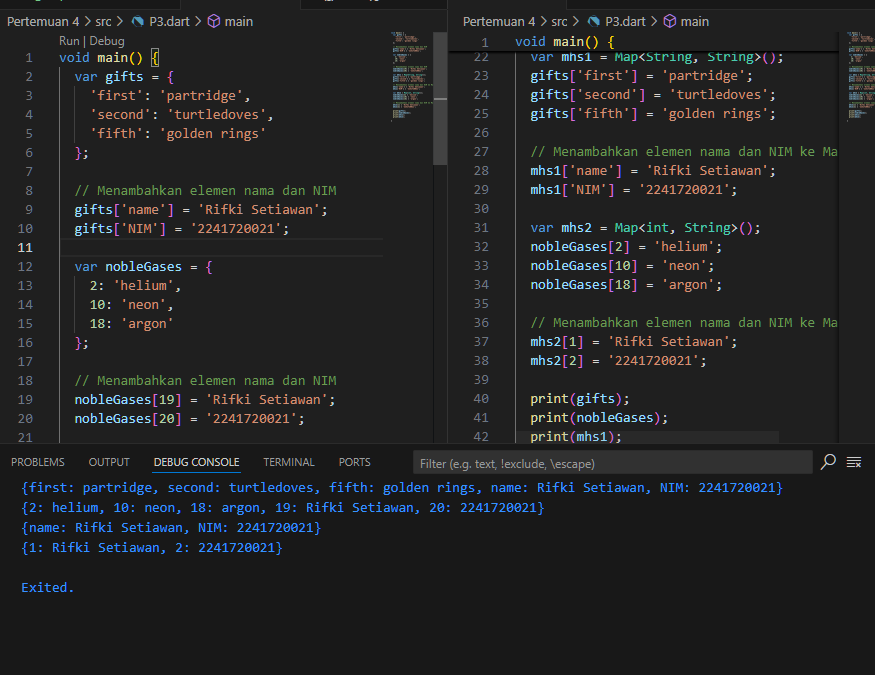 Pertemuan 4 > src > P3.dart > main
Run | Debug
1 void main() {
2 var gifts = {
3 'first': 'partridge',
4 'second': 'turtledoves',
5 'fifth': 'golden rings'
6 };
7
8 // Menambahkan elemen nama dan NIM
9 gifts['name'] = 'Rifki Setiawan';
10 gifts['NIM'] = '2241720021';
11
12 var nobleGases = {
13 2: 'helium',
14 10: 'neon',
15 18: 'argon'
16 };
17
18 // Menambahkan elemen nama dan NIM
19 nobleGases[19] = 'Rifki Setiawan';
20 nobleGases[20] = '2241720021';
21
Pertemuan 4 > src > P3.dart > main
1 void main() {
22 var mhs1 = Map<String, String>();
23 gifts['first'] = 'partridge';
24 gifts['second'] = 'turtledoves';
25 gifts['fifth'] = 'golden rings';
26
27 // Menambahkan elemen nama dan NIM ke Ma
28 mhs1['name'] = 'Rifki Setiawan';
29 mhs1['NIM'] = '2241720021';
30
31 var mhs2 = Map<int, String>();
32 nobleGases[2] = 'helium';
33 nobleGases[10] = 'neon';
34 nobleGases[18] = 'argon';
35
36 // Menambahkan elemen nama dan NIM ke Ma
37 mhs2[1] = 'Rifki Setiawan';
38 mhs2[2] = '2241720021';
39
40 print(gifts);
41 print(nobleGases);
42 print(mhs1);
PROBLEMS OUTPUT DEBUG CONSOLE TERMINAL PORTS Filter (e.g. text, !exclude, \escape)
{first: partridge, second: turtledoves, fifth: golden rings, name: Rifki Setiawan, NIM: 2241720021}
{2: helium, 10: neon, 18: argon, 19: Rifki Setiawan, 20: 2241720021}
{name: Rifki Setiawan, NIM: 2241720021}
{1: Rifki Setiawan, 2: 2241720021}
Exited.